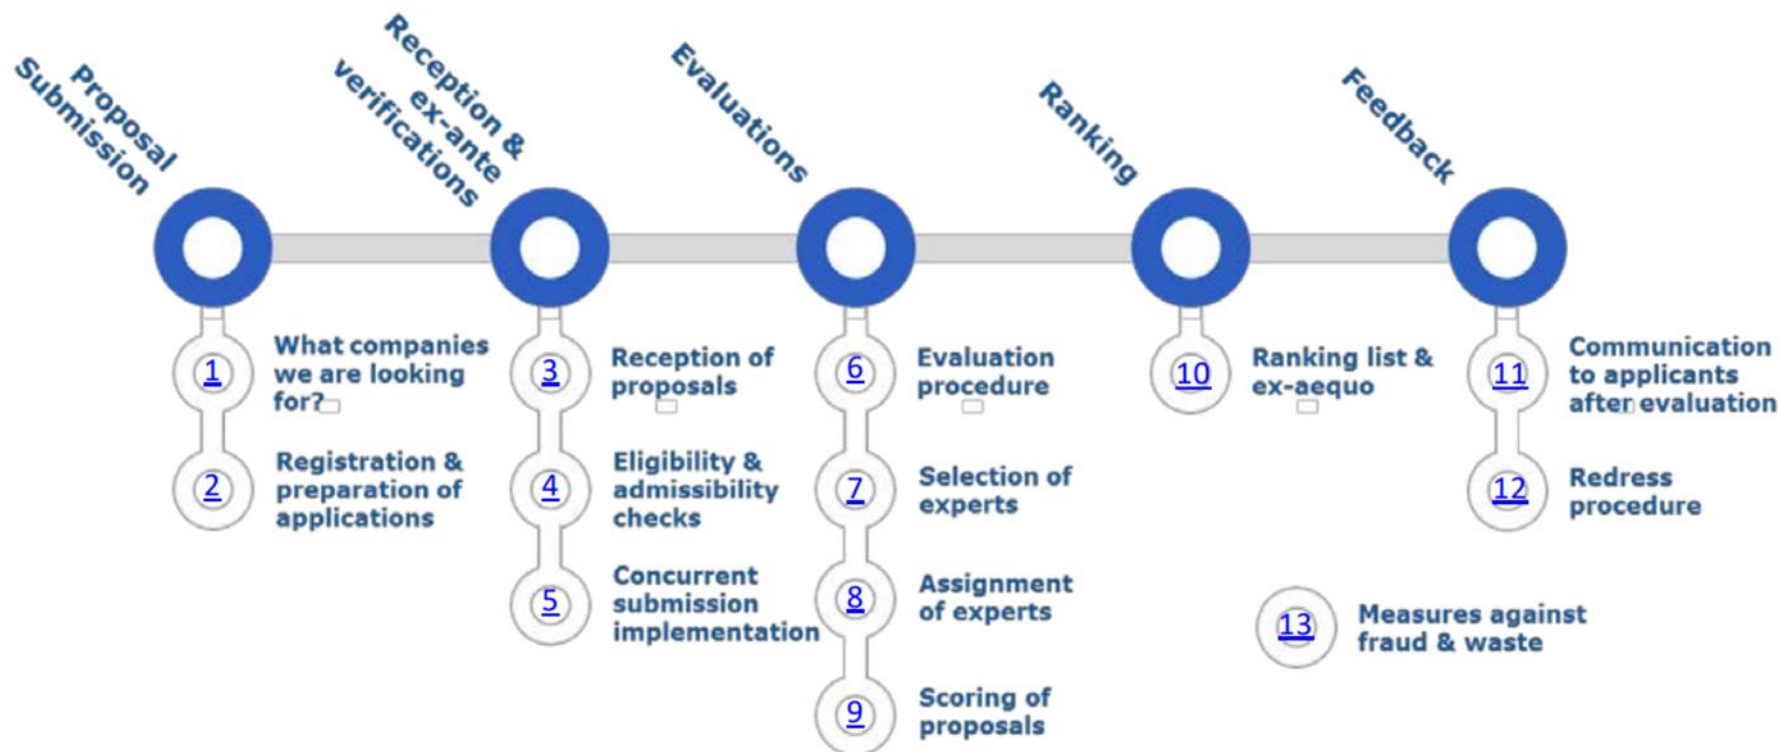 Proposal
Submission
Reception &
ex-ante
verifications
Evaluations
Ranking
Feedback
1
What companies
we are looking
for?
2
Registration &
preparation of
applications
3
Reception of
proposals
4
Eligibility &
admissibility
checks
5
Concurrent
submission
implementation
6
Evaluation
procedure
7
Selection of
experts
8
Assignment
of experts
9
Scoring of
proposals
10
Ranking list &
ex-aequo
11
Communication
to applicants
after evaluation
12
Redress
procedure
13
Measures against
fraud & waste